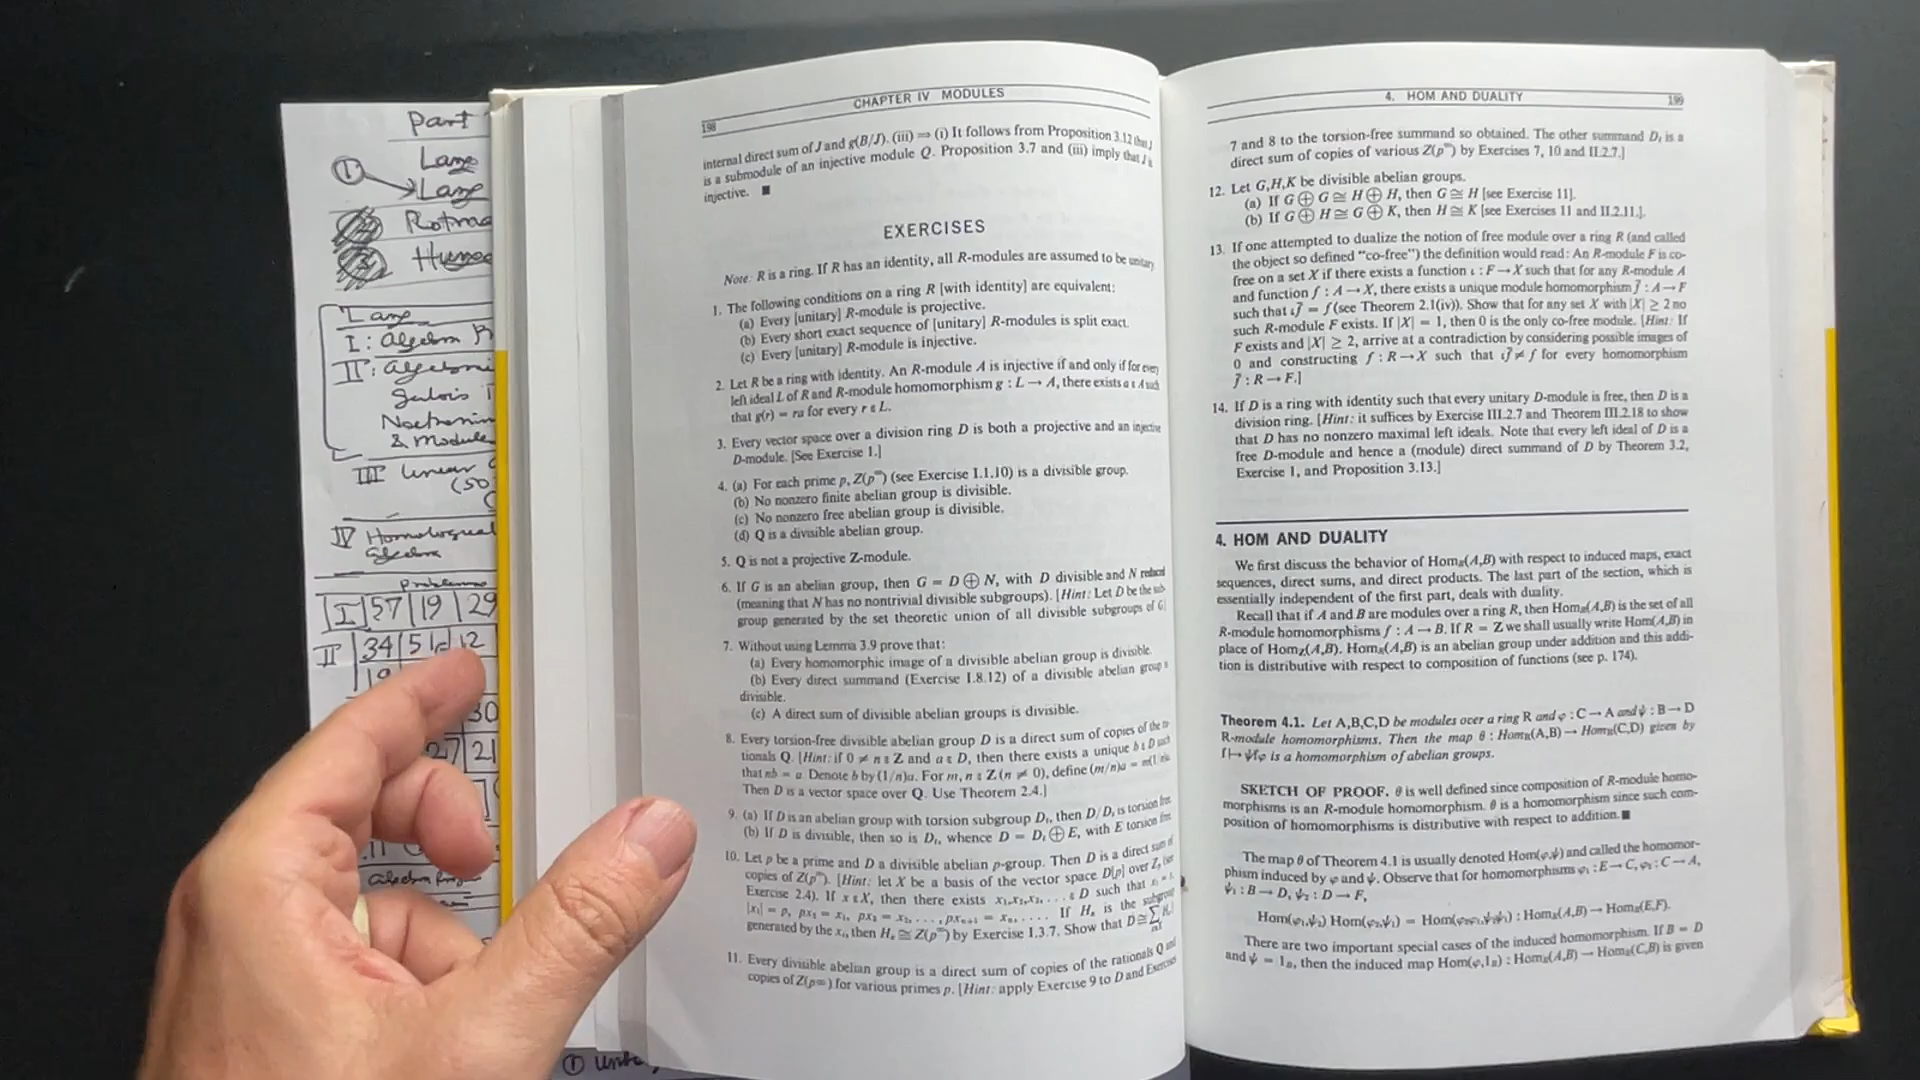 Part
Lang
① Lang
Rotma
Hunge
Lang
I: Algebra
II: Algebraic
Galois T
Noetherian
& Module
III linear
(50
IV Homological
algebra
Problems
I 57 19 29
II 34 51 12
19
30
27 21
① 
198
CHAPTER IV MODULES
internal direct sum of J and g(B/J). (iii) ⇒ (i) It follows from Proposition 3.12 that J
is a submodule of an injective module Q. Proposition 3.7 and (iii) imply that J is
injective. ■
EXERCISES
Note: R is a ring. If R has an identity, all R-modules are assumed to be unitary
1. The following conditions on a ring R [with identity] are equivalent:
(a) Every [unitary] R-module is projective.
(b) Every short exact sequence of [unitary] R-modules is split exact.
(c) Every [unitary] R-module is injective.
2. Let R be a ring with identity. An R-module A is injective if and only if for every
left ideal L of R and R-module homomorphism g : L → A, there exists a ε A such
that g(r) = ra for every r ε L.
3. Every vector space over a division ring D is both a projective and an injective
D-module. [See Exercise 1.]
4. (a) For each prime p, Z(p^∞) (see Exercise I.1.10) is a divisible group.
(b) No nonzero finite abelian group is divisible.
(c) No nonzero free abelian group is divisible.
(d) Q is a divisible abelian group.
5. Q is not a projective Z-module.
6. If G is an abelian group, then G = D ⊕ N, with D divisible and N reduced
(meaning that N has no nontrivial divisible subgroups). [Hint: Let D be the sub-
group generated by the set theoretic union of all divisible subgroups of G.]
7. Without using Lemma 3.9 prove that:
(a) Every homomorphic image of a divisible abelian group is divisible.
(b) Every direct summand (Exercise I.8.12) of a divisible abelian group is
divisible.
(c) A direct sum of divisible abelian groups is divisible.
8. Every torsion-free divisible abelian group D is a direct sum of copies of the ra-
tionals Q. [Hint: if 0 ≠ n ε Z and a ε D, then there exists a unique b ε D such
that nb = a. Denote b by (1/n)a. For m, n ε Z (n ≠ 0), define (m/n)a = m(1/n)a.
Then D is a vector space over Q. Use Theorem 2.4.]
9. (a) If D is an abelian group with torsion subgroup Dₜ, then D/Dₜ is torsion free.
(b) If D is divisible, then so is Dₜ, whence D = Dₜ ⊕ E, with E torsion free.
10. Let p be a prime and D a divisible abelian p-group. Then D is a direct sum of
copies of Z(p^∞). [Hint: let X be a basis of the vector space D[p] over Zₚ (see
Exercise 2.4). If x ε X, then there exists x₁,x₂,x₃, . . . ε D such that x₁ = x,
|x₁| = p, px₂ = x₁, px₃ = x₂, . . . , pxₙ₊₁ = xₙ, . . . . If Hₓ is the subgroup
generated by the xᵢ, then Hₓ ≅ Z(p^∞) by Exercise I.3.7. Show that D ≅ ∑ Hₓ.]
11. Every divisible abelian group is a direct sum of copies of the rationals Q and
copies of Z(p^∞) for various primes p. [Hint: apply Exercise 9 to D and Exercises
4. HOM AND DUALITY
199
7 and 8 to the torsion-free summand so obtained. The other summand Dₜ is a
direct sum of copies of various Z(p^∞) by Exercises 7, 10 and II.2.7.]
12. Let G,H,K be divisible abelian groups.
(a) If G ⊕ G ≅ H ⊕ H, then G ≅ H [see Exercise 11].
(b) If G ⊕ H ≅ G ⊕ K, then H ≅ K [see Exercises 11 and II.2.11.].
13. If one attempted to dualize the notion of free module over a ring R (and called
the object so defined "co-free") the definition would read: An R-module F is co-
free on a set X if there exists a function ι : F → X such that for any R-module A
and function f : A → X, there exists a unique module homomorphism f̄ : A → F
such that ιf̄ = f (see Theorem 2.1(iv)). Show that for any set X with |X| ≥ 2 no
such R-module F exists. If |X| = 1, then 0 is the only co-free module. [Hint: If
F exists and |X| ≥ 2, arrive at a contradiction by considering possible images of
0 and constructing f : R → X such that ιf̄ ≠ f for every homomorphism
f̄ : R → F.]
14. If D is a ring with identity such that every unitary D-module is free, then D is a
division ring. [Hint: it suffices by Exercise III.2.7 and Theorem III.2.18 to show
that D has no nonzero maximal left ideals. Note that every left ideal of D is a
free D-module and hence a (module) direct summand of D by Theorem 3.2,
Exercise 1, and Proposition 3.13.]
4. HOM AND DUALITY
We first discuss the behavior of Hom_R(A,B) with respect to induced maps, exact
sequences, direct sums, and direct products. The last part of the section, which is
essentially independent of the first part, deals with duality.
Recall that if A and B are modules over a ring R, then Hom_R(A,B) is the set of all
R-module homomorphisms f : A → B. If R = Z we shall usually write Hom(A,B) in
place of Hom_Z(A,B). Hom_R(A,B) is an abelian group under addition and this addi-
tion is distributive with respect to composition of functions (see p. 174).
Theorem 4.1. Let A,B,C,D be modules over a ring R and φ : C → A and ψ : B → D
R-module homomorphisms. Then the map θ : Hom_R(A,B) → Hom_R(C,D) given by
f ↦ ψfφ is a homomorphism of abelian groups.
SKETCH OF PROOF. θ is well defined since composition of R-module homo-
morphisms is an R-module homomorphism. θ is a homomorphism since such com-
position of homomorphisms is distributive with respect to addition. ■
The map θ of Theorem 4.1 is usually denoted Hom(φ,ψ) and called the homomor-
phism induced by φ and ψ. Observe that for homomorphisms φ₁ : E → C, φ₂ : C → A,
ψ₁ : B → D, ψ₂ : D → F,
Hom(φ₁,ψ₂) Hom(φ₂,ψ₁) = Hom(φ₂φ₁,ψ₂ψ₁) : Hom_R(A,B) → Hom_R(E,F).
There are two important special cases of the induced homomorphism. If B = D
and ψ = 1_B, then the induced map Hom(φ,1_B) : Hom_R(A,B) → Hom_R(C,B) is given